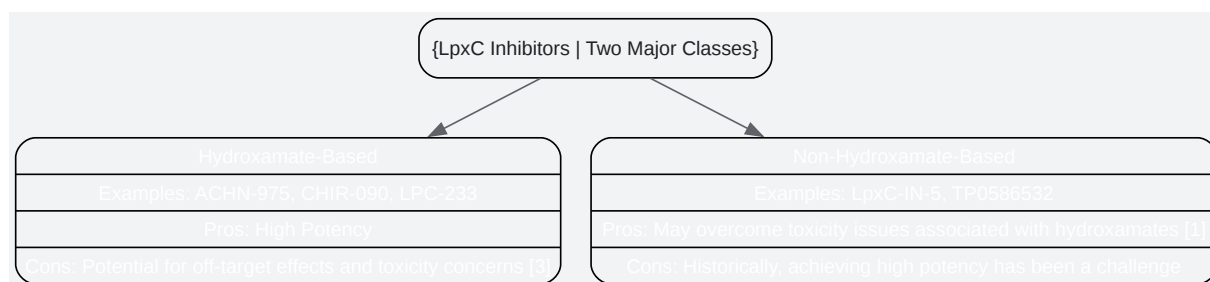 {LpxC Inhibitors | Two Major Classes}
Hydroxamate-Based
Examples: ACHN-975, CHIR-090, LPC-233
Pros: High Potency
Cons: Potential for off-target effects and toxicity concerns [3]
Non-Hydroxamate-Based
Examples: LpxC-IN-5, TP0586532
Pros: May overcome toxicity issues associated with hydroxamates [1]
Cons: Historically, achieving high potency has been a challenge